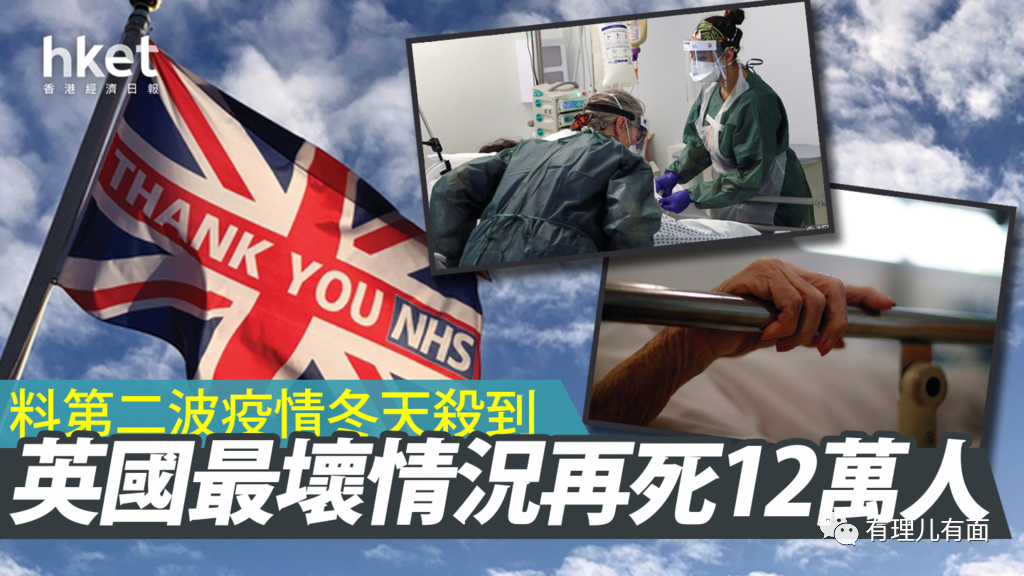 hket
香港經濟日報
THANK YOU NHS
料第二波疫情冬天殺到
英國最壞情況再死12萬人
有理儿有面